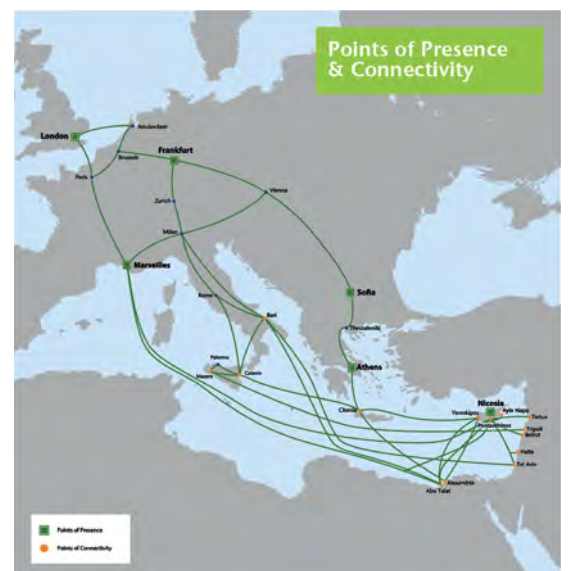 Points of Presence
& Connectivity
Amsterdam
London
Brussels
Frankfurt
Paris
Vienna
Zurich
Milan
Marseilles
Rome
Sofia
Bari
Thessaloniki
Palermo
Athens
Catania
Mazara
Nicosia
Chania
Yeroskipos
Ayia Napa
Tartus
Pentaskhinos
Tripoli
Beirut
Haifa
Tel Aviv
Alexandria
Abu Talat
Points of Presence
Points of Connectivity